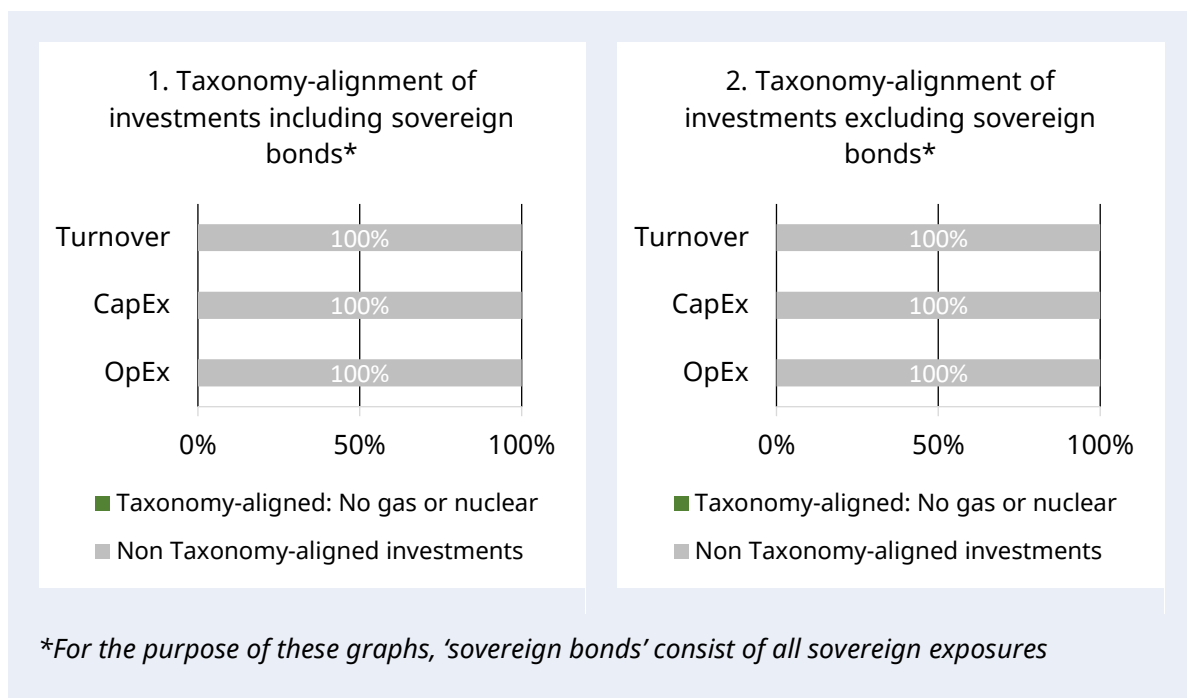 1. Taxonomy-alignment of
investments including sovereign
bonds*
Turnover
100%
CapEx
100%
OpEx
100%
0%
50%
100%
Taxonomy-aligned: No gas or nuclear
Non Taxonomy-aligned investments
2. Taxonomy-alignment of
investments excluding sovereign
bonds*
Turnover
100%
CapEx
100%
OpEx
100%
0%
50%
100%
Taxonomy-aligned: No gas or nuclear
Non Taxonomy-aligned investments
*For the purpose of these graphs, ‘sovereign bonds’ consist of all sovereign exposures